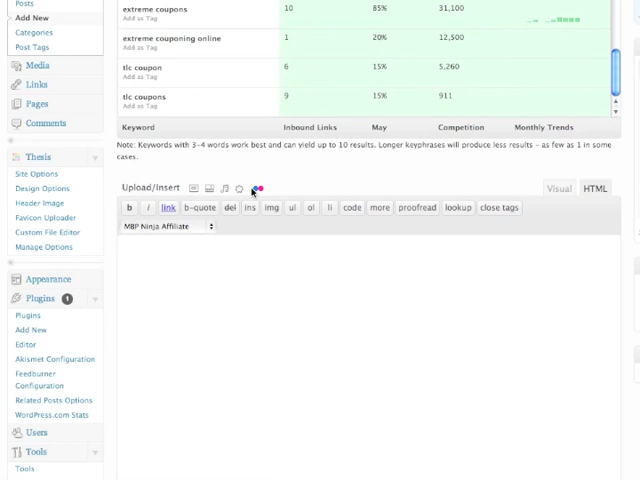 Posts
Add New
Categories
Post Tags
Media
Links
Pages
Comments
Thesis
Site Options
Design Options
Header Image
Favicon Uploader
Custom File Editor
Manage Options
Appearance
Plugins 1
Plugins
Add New
Editor
Akismet Configuration
Feedburner
Configuration
Related Posts Options
WordPress.com Stats
Users
Tools
Tools
extreme coupons 10 85% 31,100
Add as Tag
extreme couponing online 1 20% 12,500
Add as Tag
tlc coupon 6 15% 5,260
Add as Tag
tlc coupons 9 15% 911
Add as Tag
Keyword Inbound Links May Competition Monthly Trends
Note: Keywords with 3-4 words work best and can yield up to 10 results. Longer keyphrases will produce less results – as few as 1 in some
cases.
Upload/Insert Visual HTML
b i link b-quote del ins img ul ol li code more proofread lookup close tags
MBP Ninja Affiliate